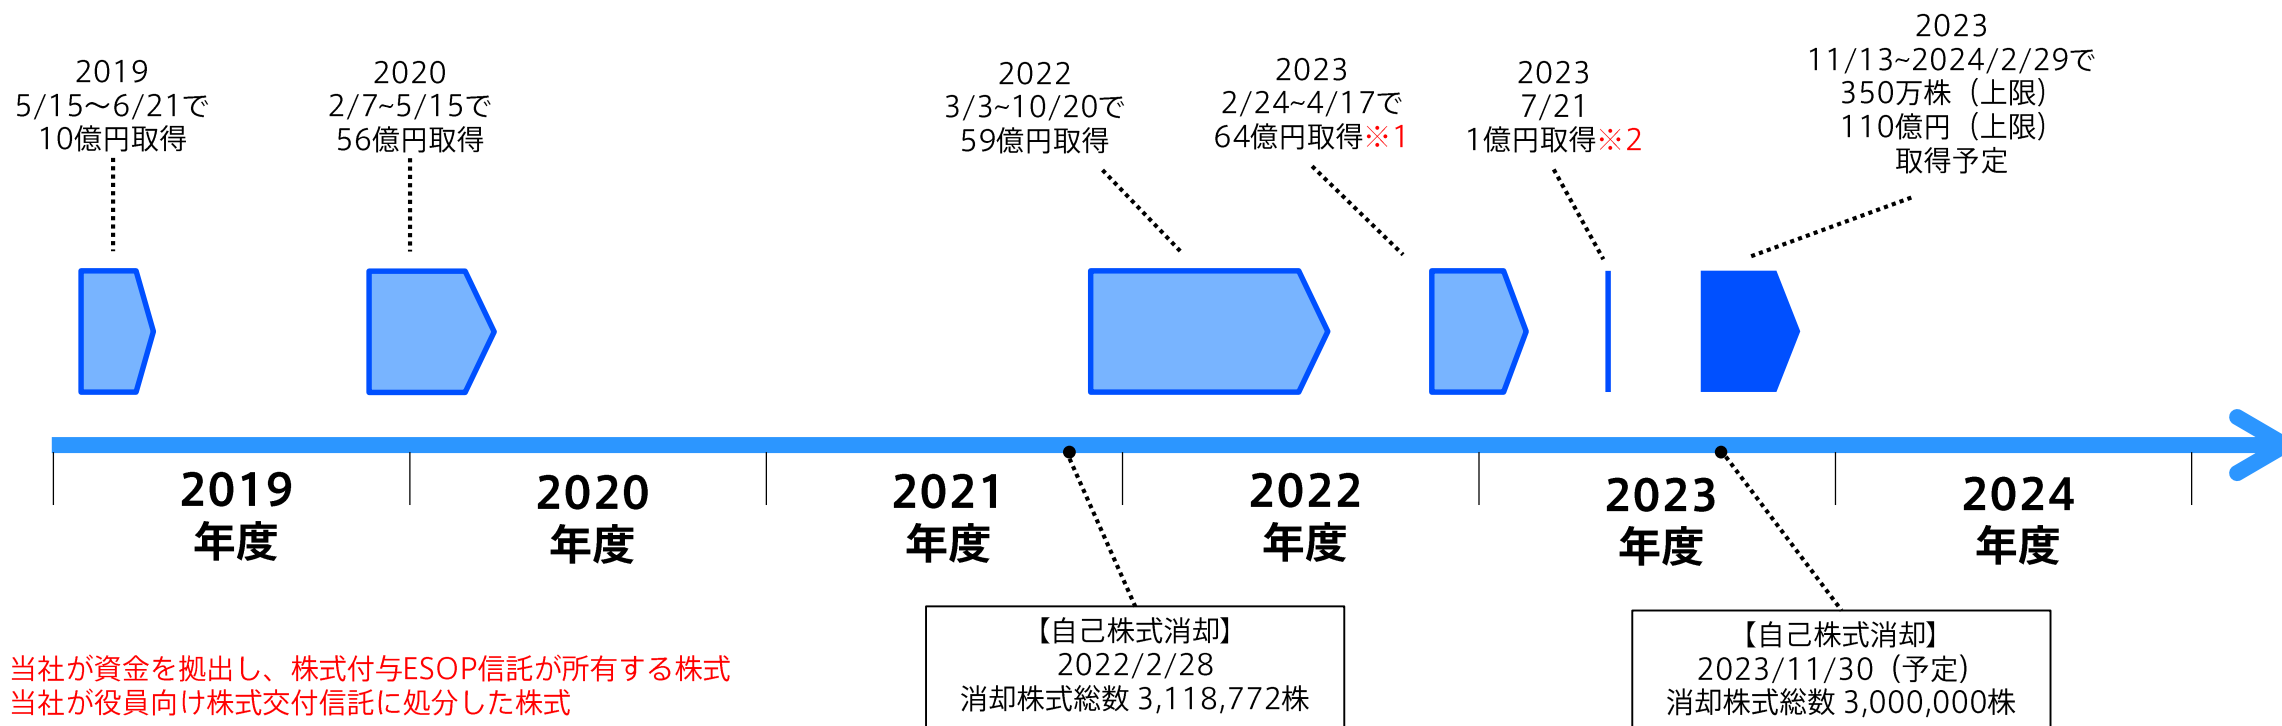 2019
5/15～6/21で
10億円取得
2020
2/7~5/15で
56億円取得
2022
3/3~10/20で
59億円取得
2023
2/24~4/17で
64億円取得※1
2023
7/21
1億円取得※2
2023
11/13~2024/2/29で
350万株（上限）
110億円（上限）
取得予定
2019
年度
2020
年度
2021
年度
2022
年度
2023
年度
2024
年度
【自己株式消却】
2022/2/28
消却株式総数 3,118,772株
【自己株式消却】
2023/11/30（予定）
消却株式総数 3,000,000株
当社が資金を拠出し、株式付与ESOP信託が所有する株式
当社が役員向け株式交付信託に処分した株式